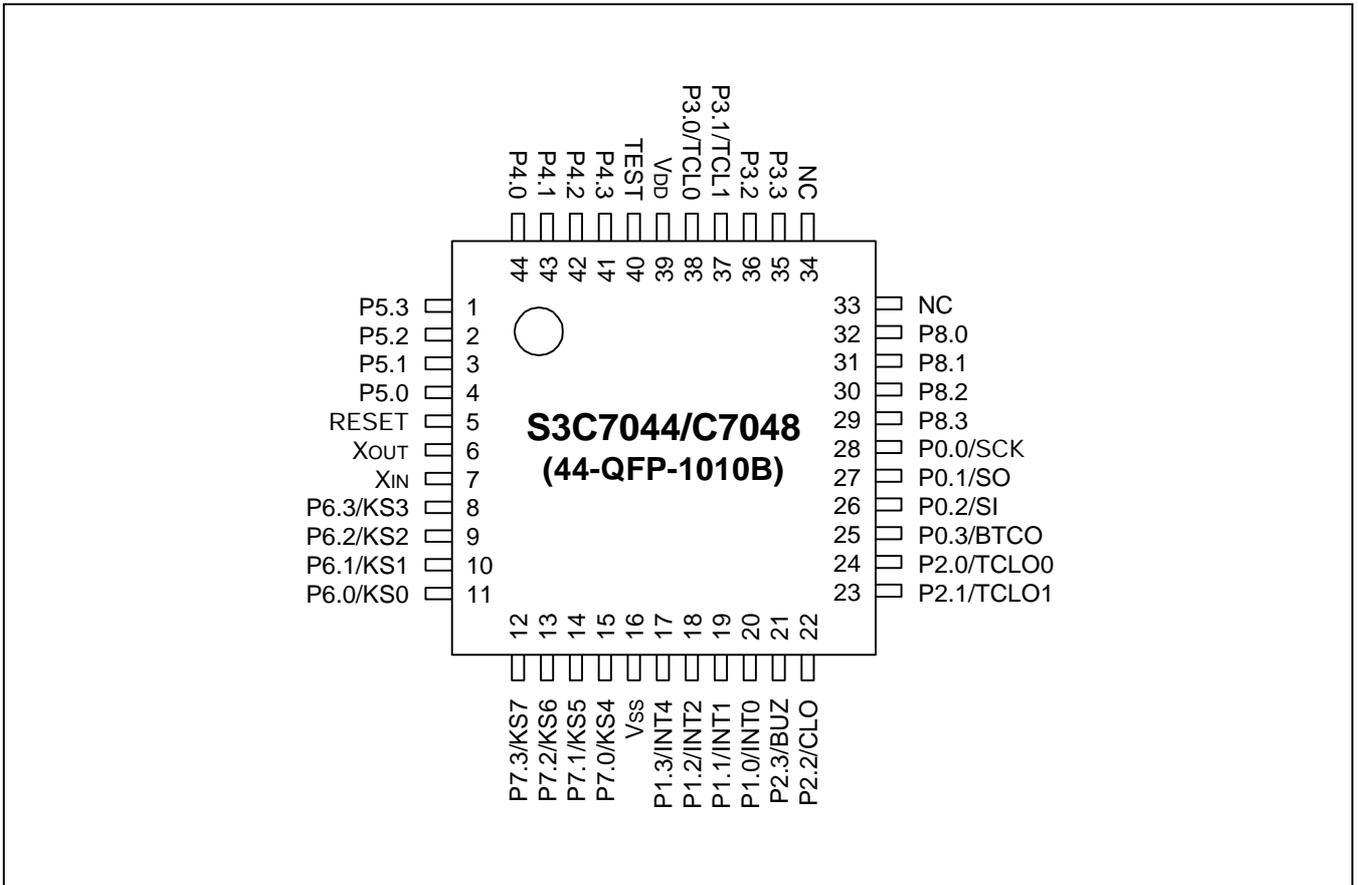 P4.0
P4.1
P4.2
P4.3
TEST
VDD
P3.0/TCL0
P3.1/TCL1
P3.2
P3.3
NC
44
43
42
41
40
39
38
37
36
35
34
P5.3 1
P5.2 2
P5.1 3
P5.0 4
RESET 5
XOUT 6
XIN 7
P6.3/KS3 8
P6.2/KS2 9
P6.1/KS1 10
P6.0/KS0 11
S3C7044/C7048
(44-QFP-1010B)
33 NC
32 P8.0
31 P8.1
30 P8.2
29 P8.3
28 P0.0/SCK
27 P0.1/SO
26 P0.2/SI
25 P0.3/BTCO
24 P2.0/TCLO0
23 P2.1/TCLO1
12
13
14
15
16
17
18
19
20
21
22
P7.3/KS7
P7.2/KS6
P7.1/KS5
P7.0/KS4
VSS
P1.3/INT4
P1.2/INT2
P1.1/INT1
P1.0/INT0
P2.3/BUZ
P2.2/CLO